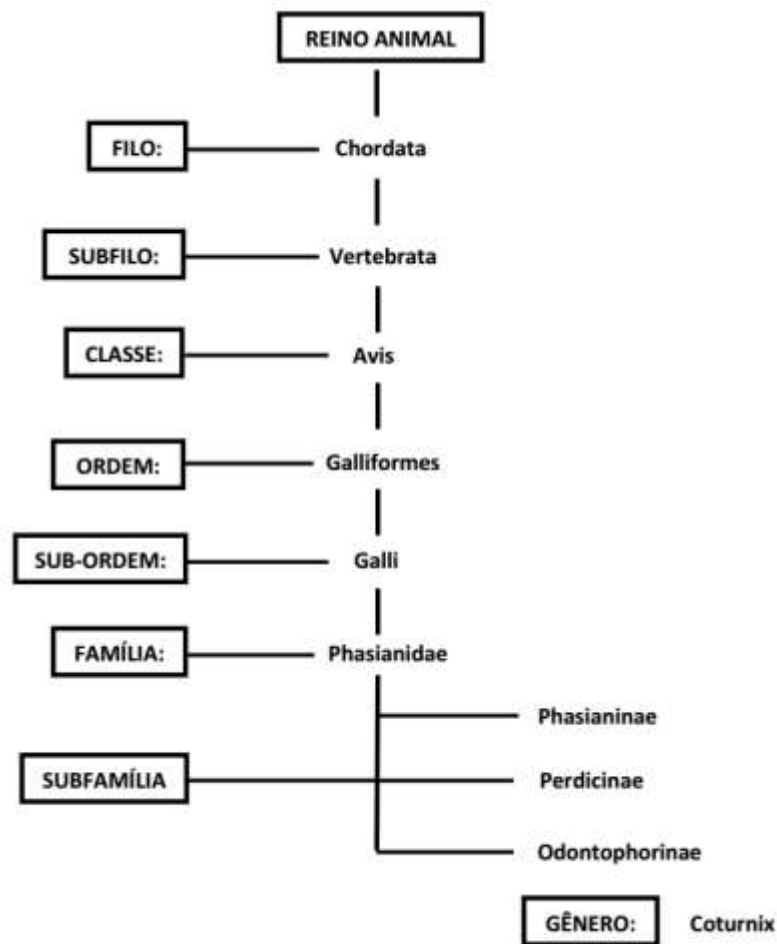 REINO ANIMAL
FILO: Chordata
SUBFILO: Vertebrata
CLASSE: Avis
ORDEM: Galliformes
SUB-ORDEM: Galli
FAMÍLIA: Phasianidae
Phasianinae
SUBFAMÍLIA Perdicinae
Odontophorinae
GÊNERO: Coturnix